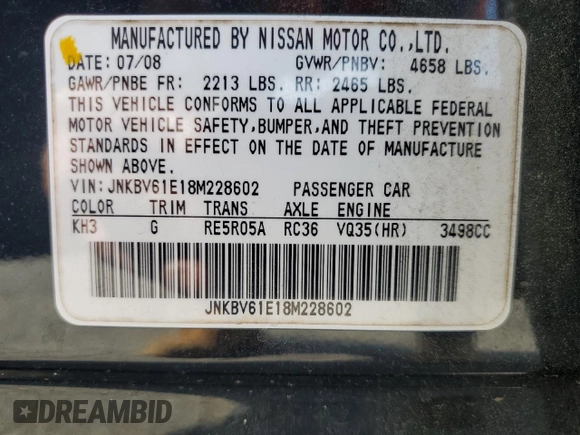 MANUFACTURED BY NISSAN MOTOR CO.,LTD.
DATE: 07/08 GVWR/PNBV: 4658 LBS.
GAWR/PNBE FR: 2213 LBS. RR: 2465 LBS.
THIS VEHICLE CONFORMS TO ALL APPLICABLE FEDERAL
MOTOR VEHICLE SAFETY,BUMPER,AND THEFT PREVENTION
STANDARDS IN EFFECT ON THE DATE OF MANUFACTURE
SHOWN ABOVE.
VIN: JNKBV61E18M228602 PASSENGER CAR
COLOR TRIM TRANS AXLE ENGINE
KH3 G RE5R05A RC36 VQ35(HR) 3498CC
JNKBV61E18M228602
DREAMBID